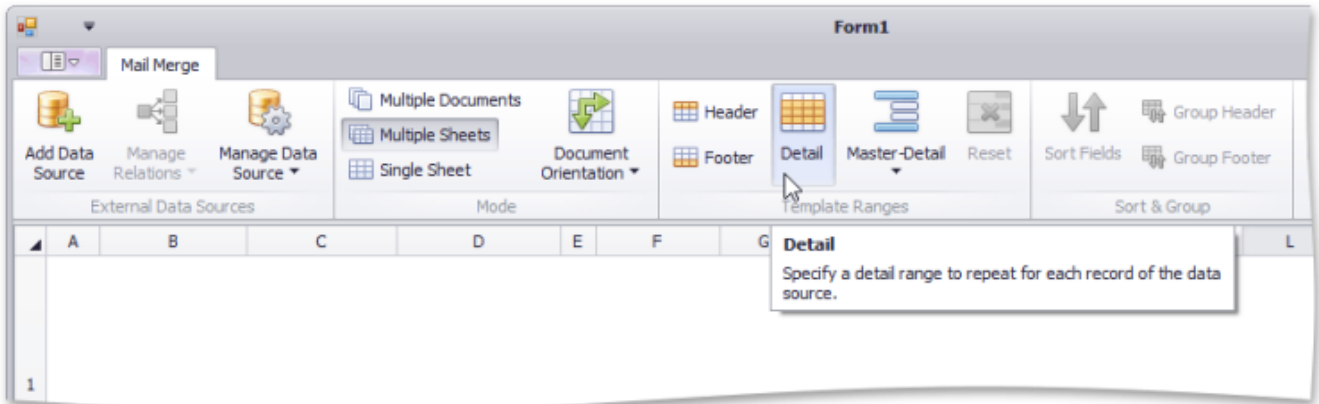 Form1
Mail Merge
Add Data
Source
Manage
Relations
Manage Data
Source
External Data Sources
Multiple Documents
Multiple Sheets
Single Sheet
Document
Orientation
Mode
Header
Footer
Detail
Master-Detail
Reset
Template Ranges
Sort Fields
Group Header
Group Footer
Sort & Group
A B C D E F G L
Detail
Specify a detail range to repeat for each record of the data
source.
1